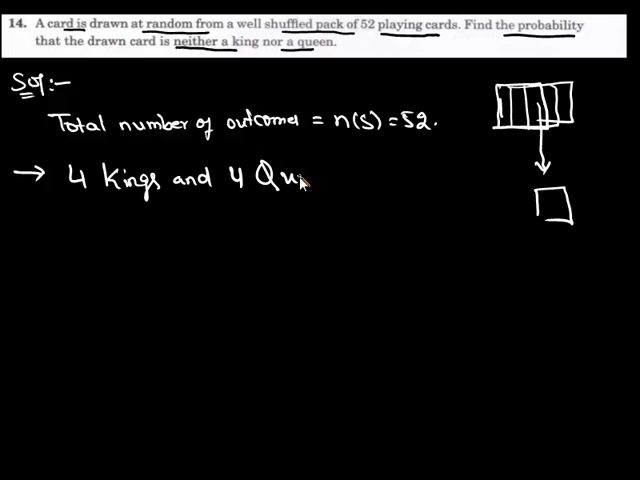 14. A card is drawn at random from a well shuffled pack of 52 playing cards. Find the probability
that the drawn card is neither a king nor a queen.
Sol:-
Total number of outcomes = n(S) = 52.
→ 4 Kings and 4 Qu